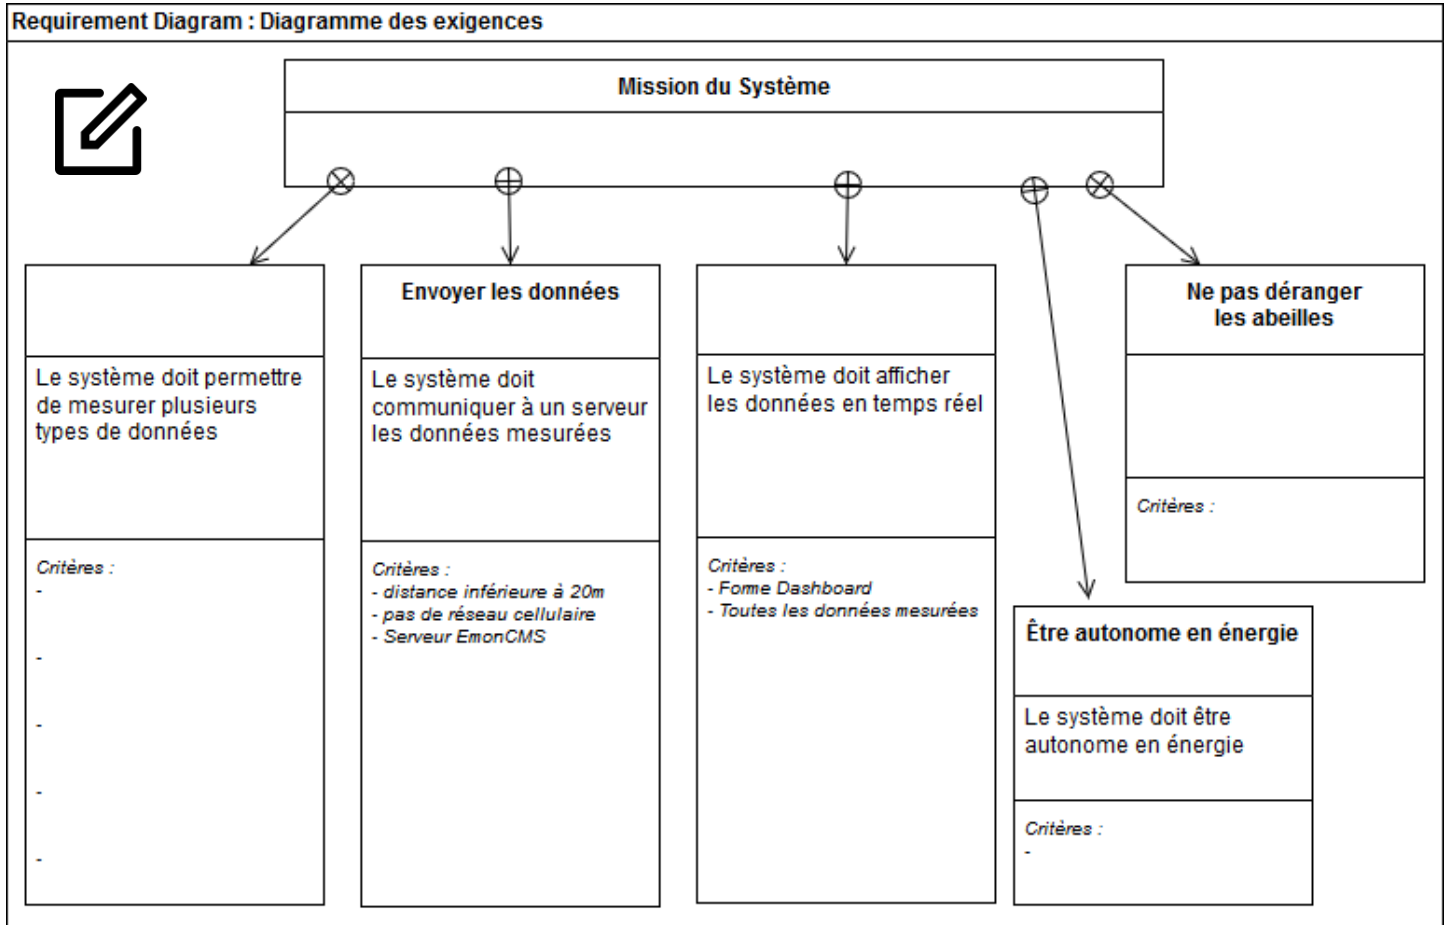 Requirement Diagram : Diagramme des exigences
Mission du Système
Le système doit permettre
de mesurer plusieurs
types de données
Critères :
-
-
-
-
-
Envoyer les données
Le système doit
communiquer à un serveur
les données mesurées
Critères :
- distance inférieure à 20m
- pas de réseau cellulaire
- Serveur EmonCMS
Le système doit afficher
les données en temps réel
Critères :
- Forme Dashboard
- Toutes les données mesurées
Être autonome en énergie
Le système doit être
autonome en énergie
Critères :
-
Ne pas déranger
les abeilles
Critères :